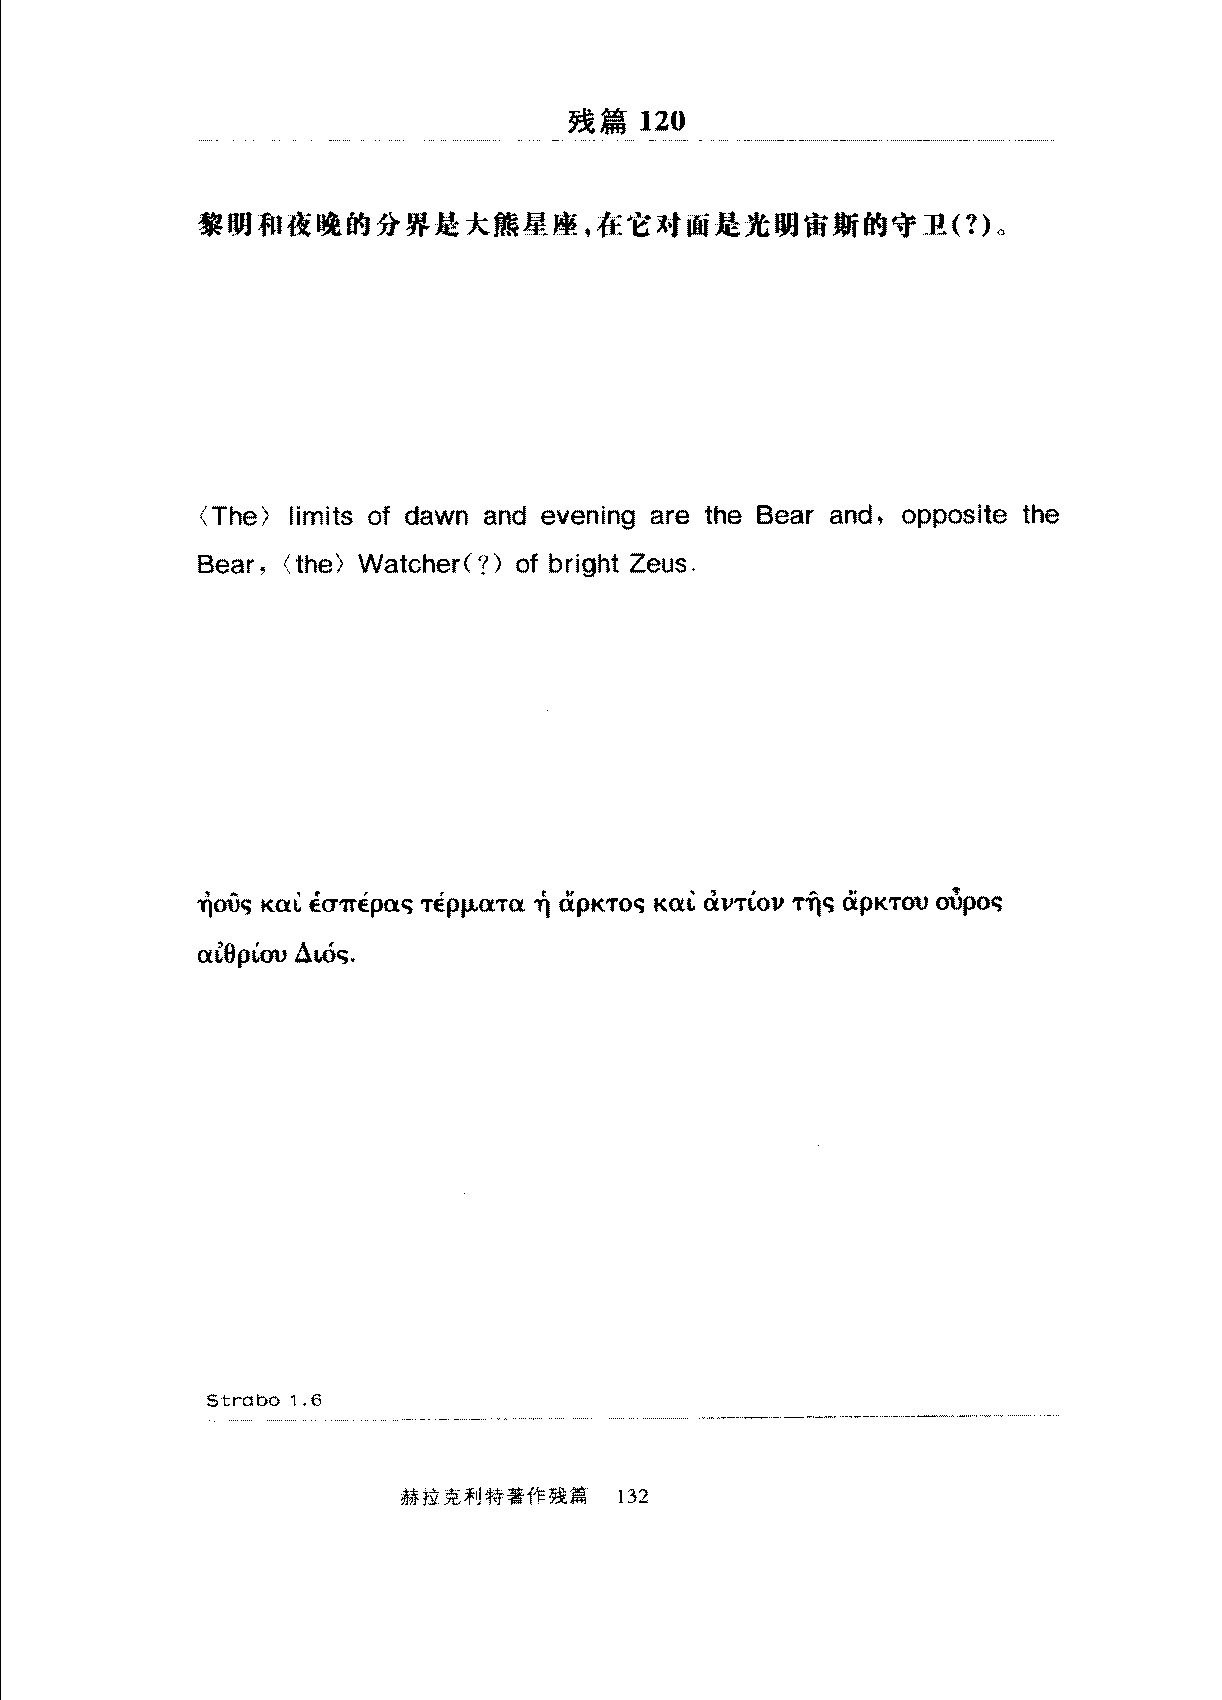 残篇 120
黎明和夜晚的分界是大熊星座,在它对面是光明宙斯的守卫(?)。
〈The〉 limits of dawn and evening are the Bear and, opposite the
Bear, 〈the〉 Watcher(?) of bright Zeus.
ἠοῦς καὶ ἑσπέρας τέρματα ἡ ἄρκτος καὶ ἀντίον τῆς ἄρκτου οὖρος
αἰθρίου Διός.
Strabo 1.6
赫拉克利特著作残篇 132